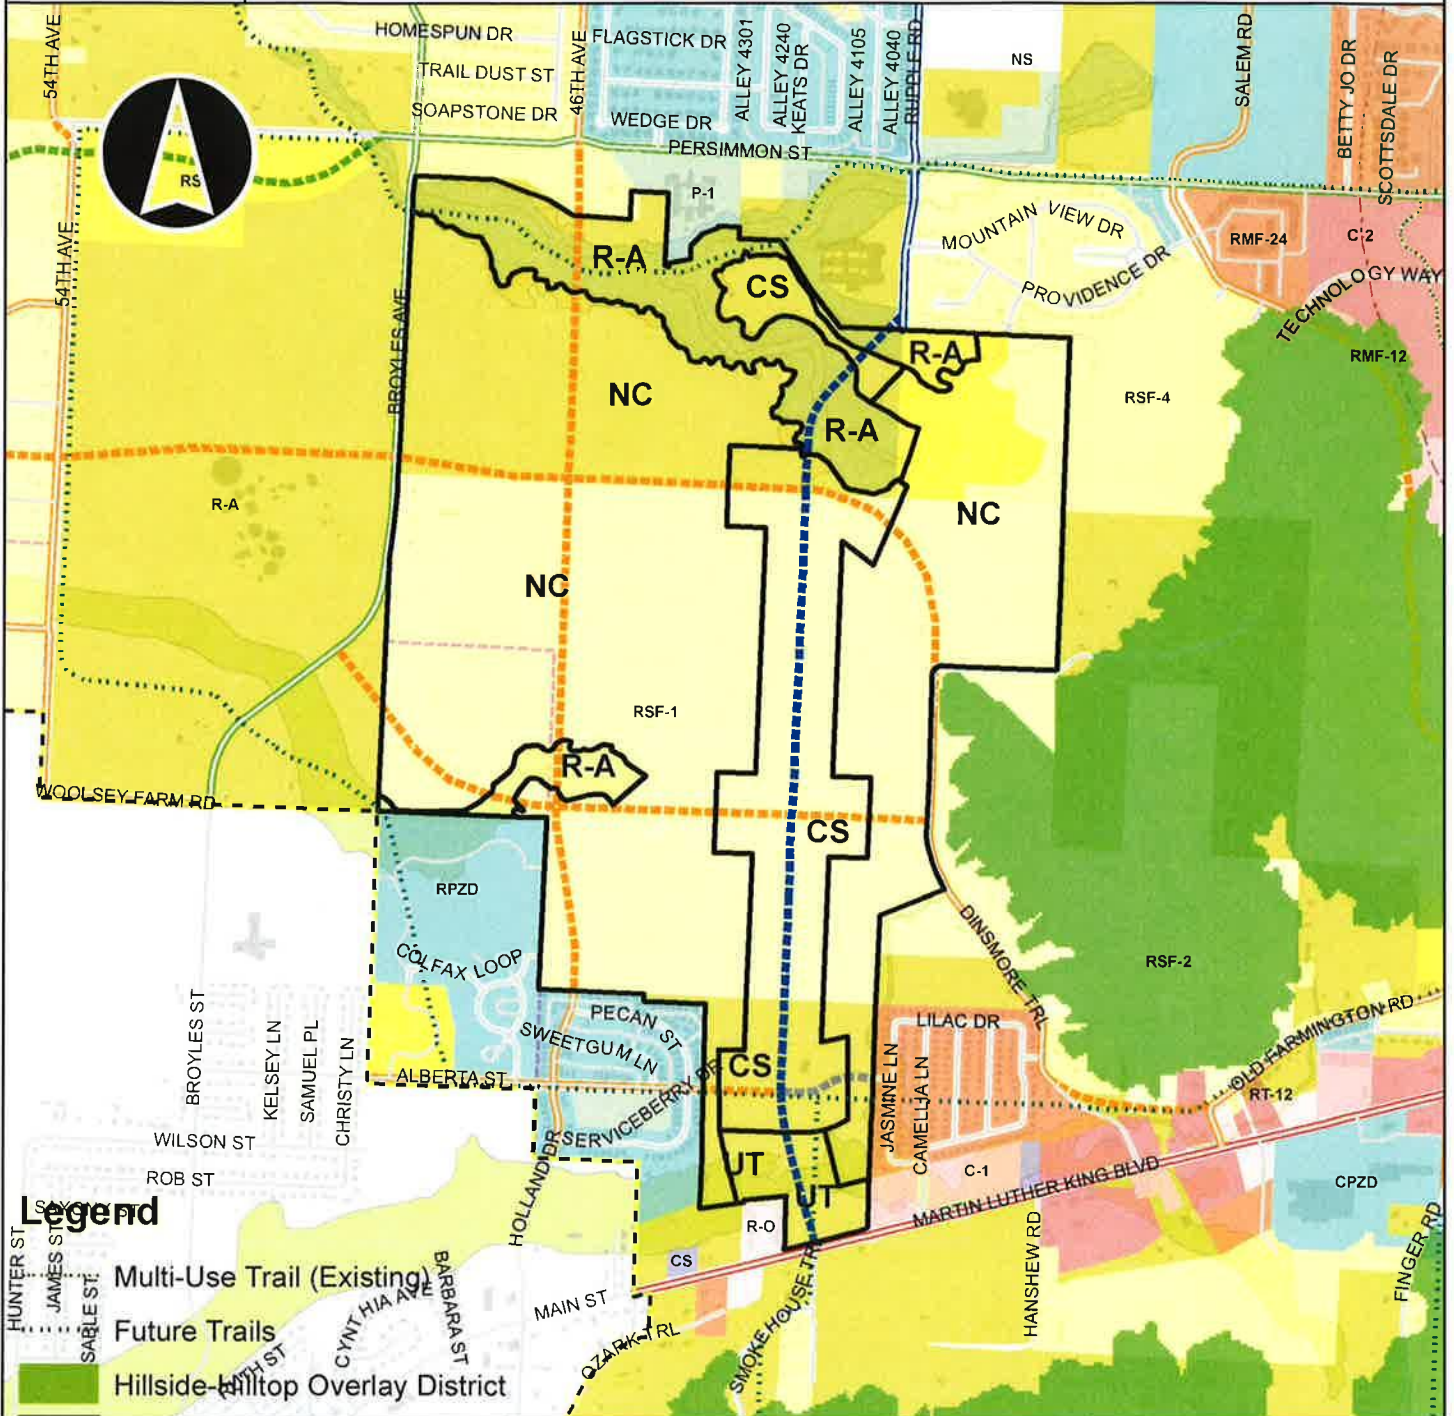 HOMESPUN DR
TRAIL DUST ST
SOAPSTONE DR
54TH AVE
46TH AVE
FLAGSTICK DR
WEDGE DR
ALLEY 4301
ALLEY 4240
KEATS DR
ALLEY 4105
ALLEY 4040
RUPPLE RD
PERSIMMON ST
NS
SALEM RD
BETTY JO DR
SCOTTSDALE DR
RS
P-1
MOUNTAIN VIEW DR
PROVIDENCE DR
RMF-24
C-2
TECHNOLOGY WAY
RMF-12
54TH AVE
BROYLES AVE
R-A
CS
R-A
NC
R-A
RSF-4
R-A
NC
NC
RSF-1
R-A
WOOLSEY FARM RD
CS
RPZD
COLFAX LOOP
DINSMORE TRL
RSF-2
BROYLES ST
KELSEY LN
SAMUEL PL
CHRISTY LN
PECAN ST
SWEETGUM LN
LILAC DR
OLD FARMINGTON RD
ALBERTA ST
CS
JASMINE LN
CAMELLIA LN
RT-12
SERVICEBERRY DR
WILSON ST
ROB ST
HOLLAND DR
UT
UT
C-1
MARTIN LUTHER KING BLVD
CPZD
SAXONY ST
Legend
R-O
CS
HANSHEW RD
FINGER RD
HUNTER ST
JAMES ST
SABLE ST
Multi-Use Trail (Existing)
CYNTHIA AVE
BARBARA ST
MAIN ST
SMOKEHOUSE TRL
Future Trails
OZARK TRL
Hillside-Hilltop Overlay District